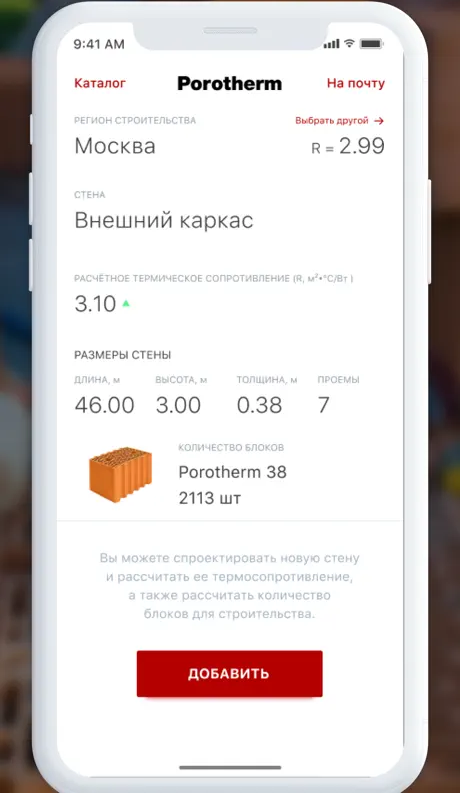 9:41 AM
Каталог
Porotherm
На почту
РЕГИОН СТРОИТЕЛЬСТВА
Выбрать другой →
Москва
R = 2.99
СТЕНА
Внешний каркас
РАСЧЁТНОЕ ТЕРМИЧЕСКОЕ СОПРОТИВЛЕНИЕ (R, м²•°С/Вт )
3.10
РАЗМЕРЫ СТЕНЫ
ДЛИНА, м ВЫСОТА, м ТОЛЩИНА, м ПРОЕМЫ
46.00 3.00 0.38 7
КОЛИЧЕСТВО БЛОКОВ
Porotherm 38
2113 шт
Вы можете спроектировать новую стену
и рассчитать ее термосопротивление,
а также рассчитать количество
блоков для строительства.
ДОБАВИТЬ